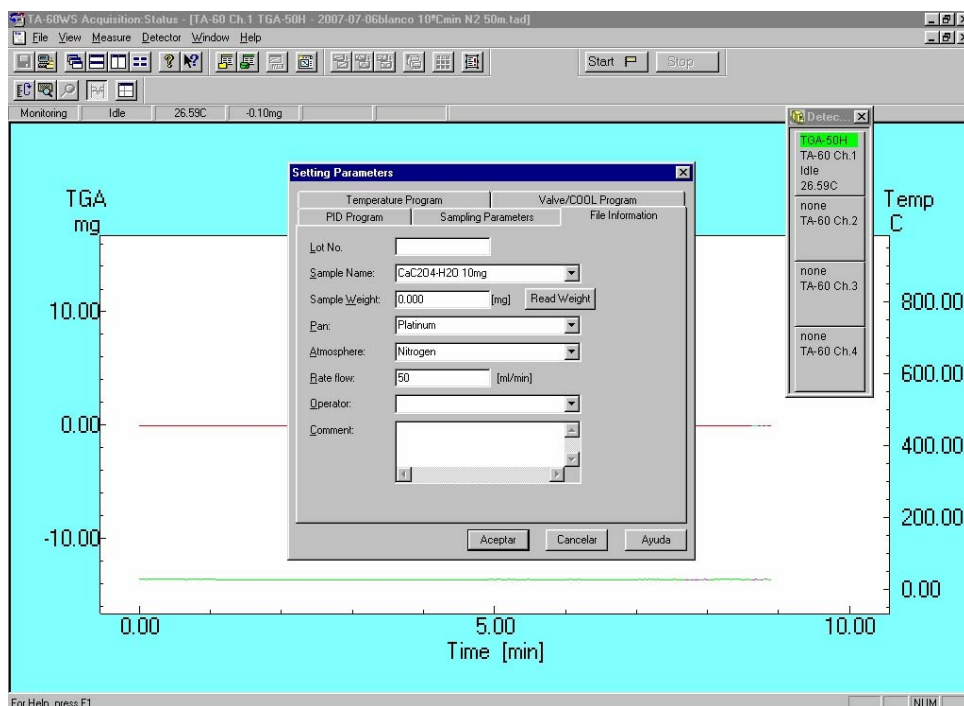 TA-60WS Acquisition:Status - [TA-60 Ch.1 TGA-50H - 2007-07-06blanco 10*Cmin N2 50m.tad]
File View Measure Detector Window Help
Start Stop
Monitoring Idle 26.59C -0.10mg
Detec...
TGA-50H
TA-60 Ch.1
Idle
26.59C
none
TA-60 Ch.2
none
TA-60 Ch.3
none
TA-60 Ch.4
Setting Parameters
Temperature Program Valve/COOL Program
PID Program Sampling Parameters File Information
Lot No.
Sample Name: CaC2O4-H2O 10mg
Sample Weight: 0.000 [mg] Read Weight
Pan: Platinum
Atmosphere: Nitrogen
Rate flow: 50 [ml/min]
Operator:
Comment:
Aceptar Cancelar Ayuda
TGA
mg
10.00
0.00
-10.00
Temp
C
800.00
600.00
400.00
200.00
0.00
0.00 5.00 10.00
Time [min]
For Help, press F1
NUM